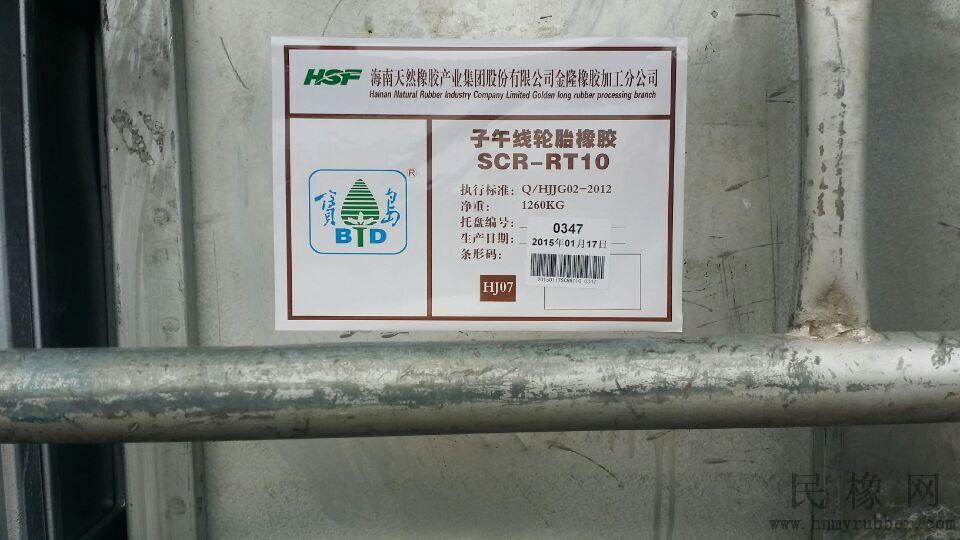 HSF 海南天然橡胶产业集团股份有限公司金隆橡胶加工分公司
Hainan Natural Rubber Industry Company Limited Golden long rubber processing branch
寶島
®
BTD
子午线轮胎橡胶
SCR-RT10
执行标准: Q/HJJG02-2012
净重: 1260KG
托盘编号: 0347
生产日期: 2015年01月17日
条形码:
HJ07
民橡网
www.hnmyrubber.com